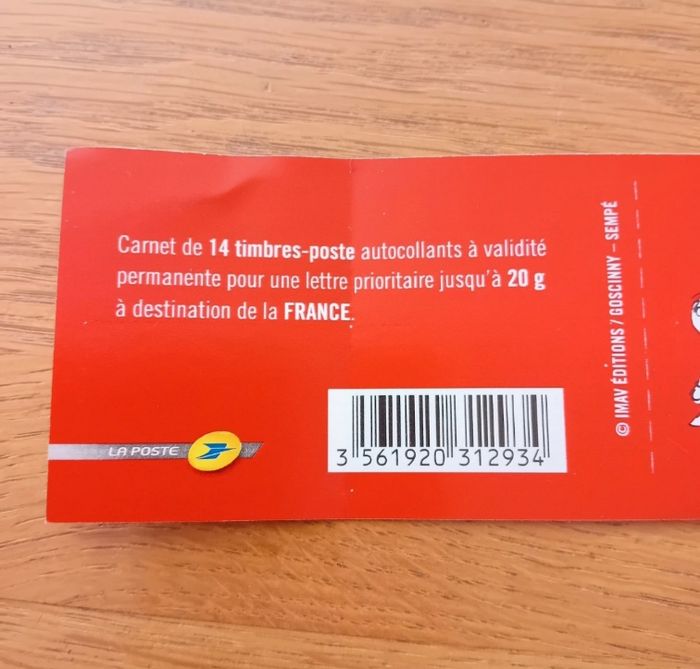 Carnet de 14 timbres-poste autocollants à validité
permanente pour une lettre prioritaire jusqu'à 20 g
à destination de la FRANCE.
LA POSTE
3 561920 312934
© IMAV ÉDITIONS / GOSCINNY – SEMPÉ